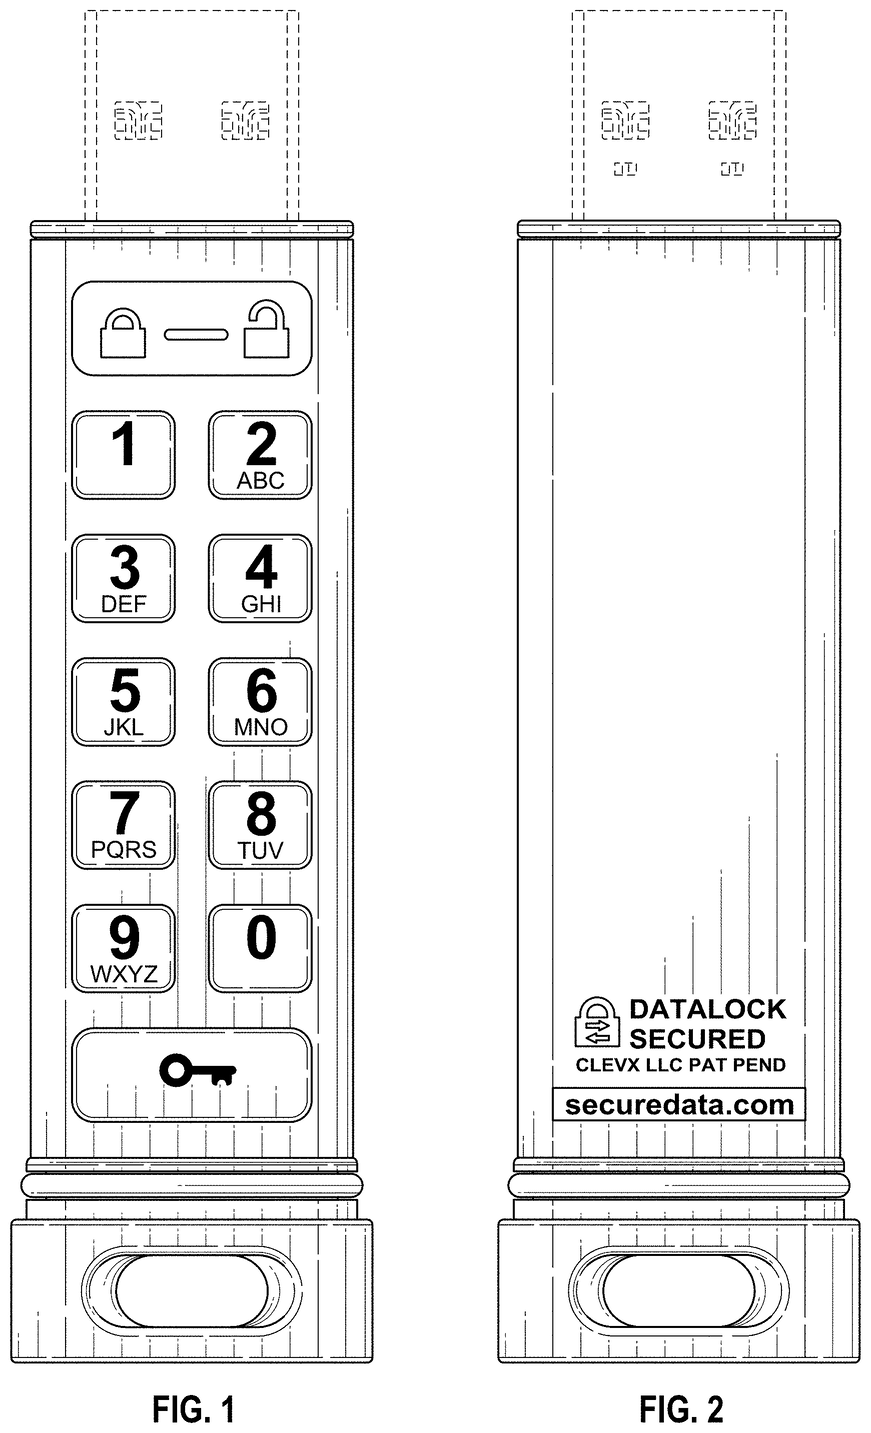 1 2
ABC
3 4
DEF GHI
5 6
JKL MNO
7 8
PQRS TUV
9 0
WXYZ
FIG. 1
DATALOCK
SECURED
CLEVX LLC PAT PEND
securedata.com
FIG. 2